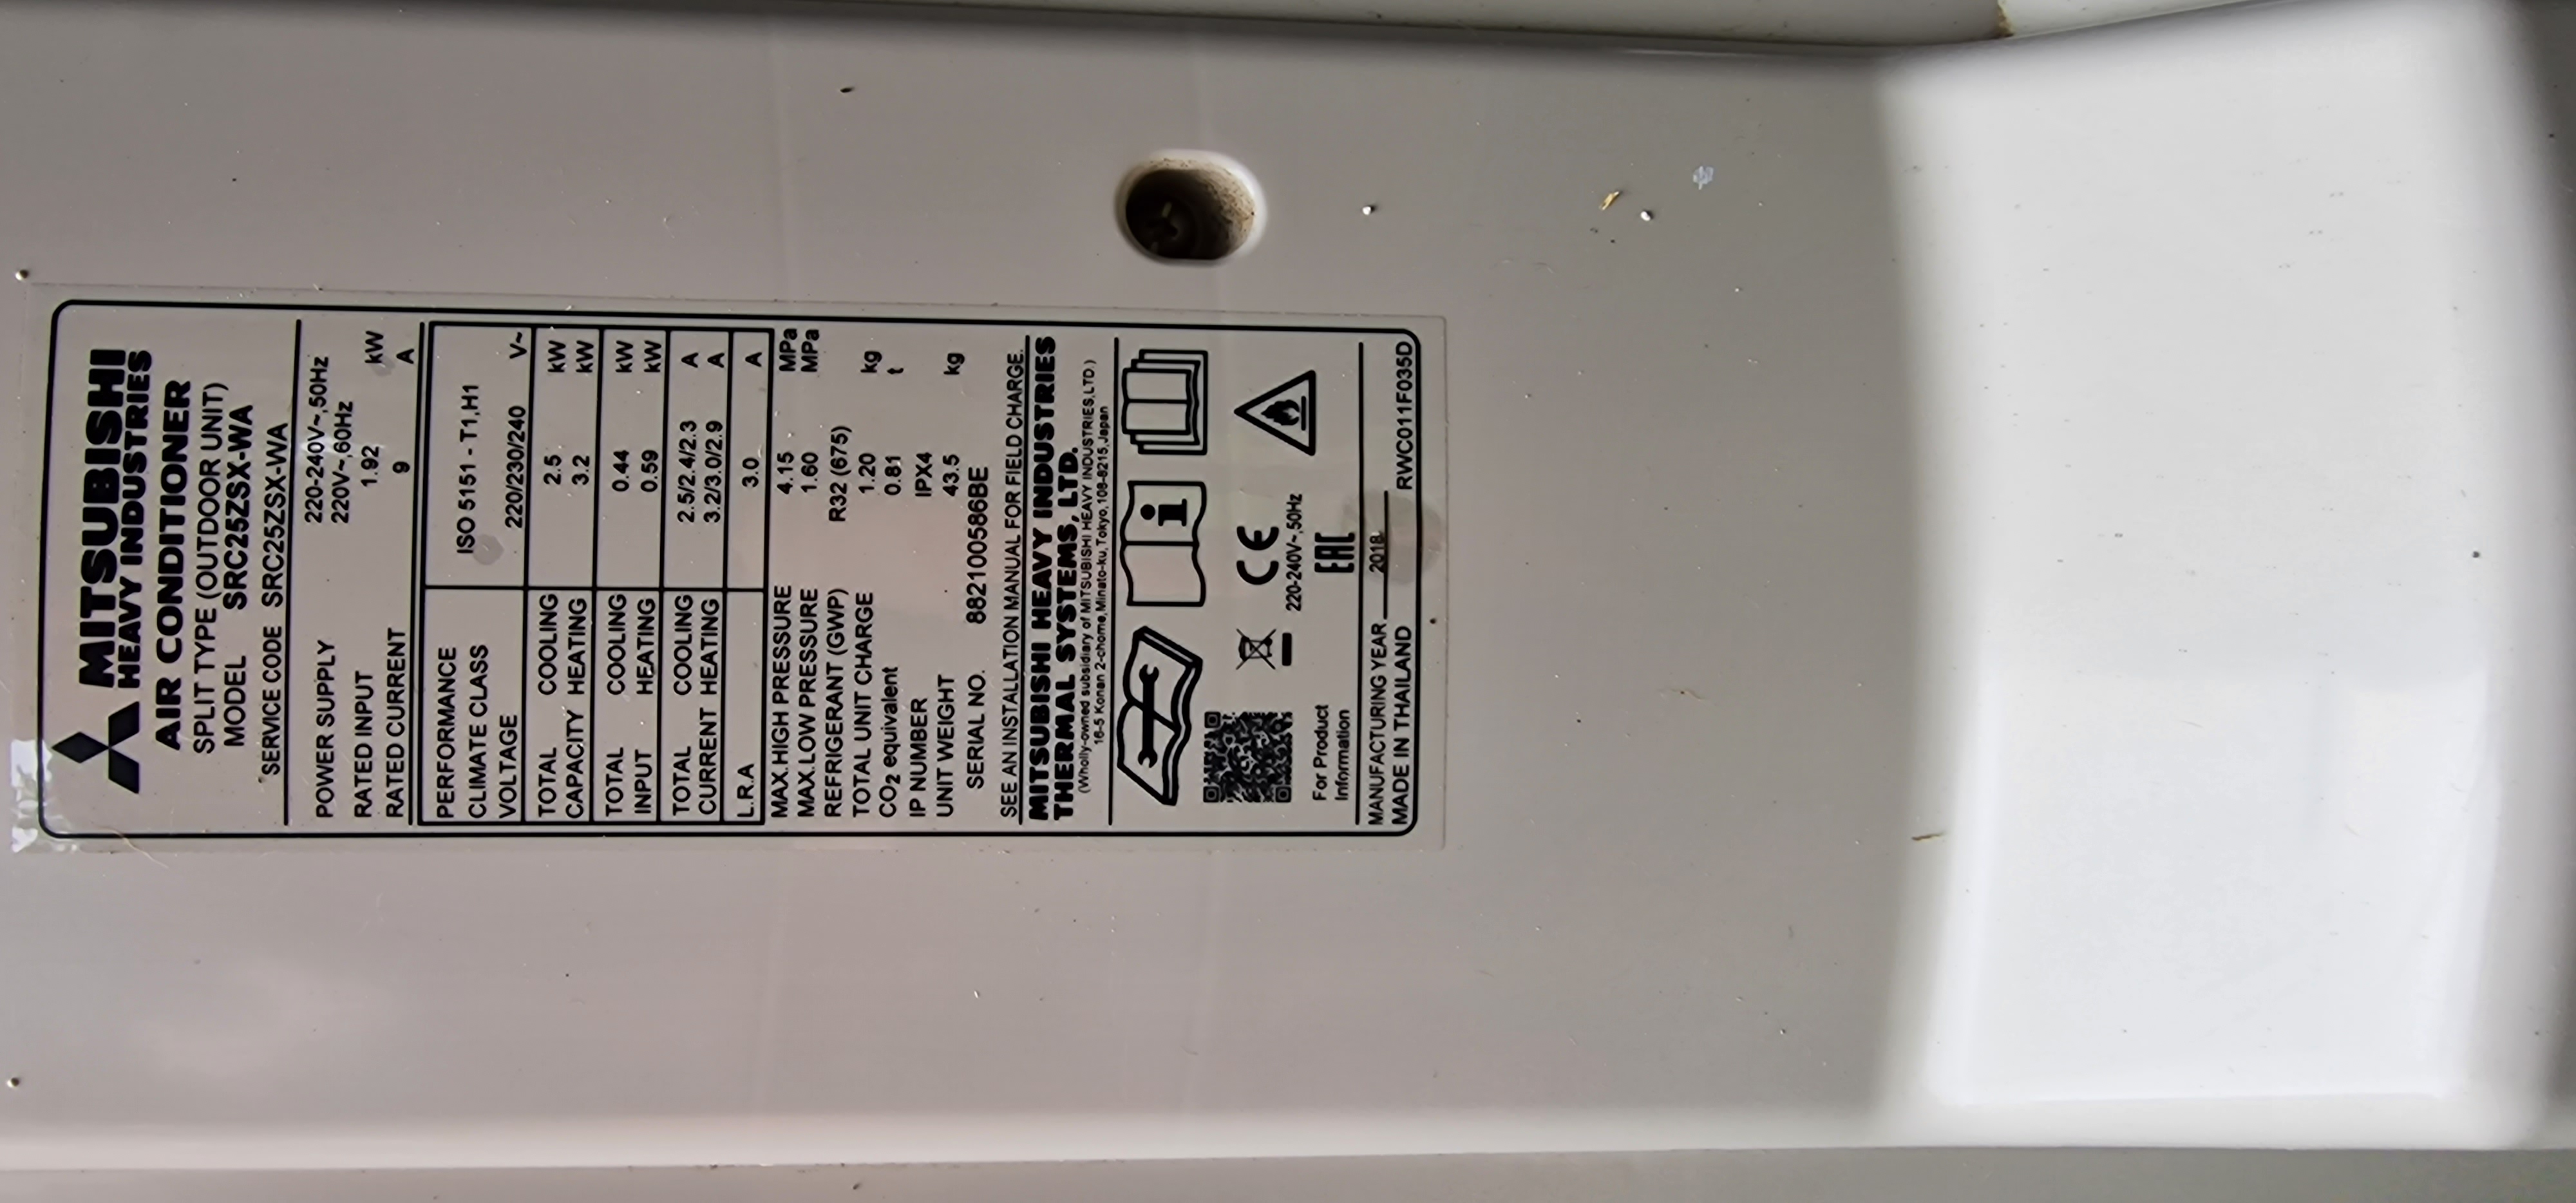 MITSUBISHI
HEAVY INDUSTRIES
AIR CONDITIONER
SPLIT TYPE (OUTDOOR UNIT)
MODEL SRC25ZSX-WA
SERVICE CODE SRC25ZSX-WA
POWER SUPPLY 220-240V~,50Hz
220V~,60Hz
RATED INPUT 1.92 kW
RATED CURRENT 9 A
PERFORMANCE
CLIMATE CLASS ISO 5151 - T1,H1
VOLTAGE 220/230/240 V~
TOTAL COOLING 2.5 kW
CAPACITY HEATING 3.2 kW
TOTAL COOLING 0.44 kW
INPUT HEATING 0.59 kW
TOTAL COOLING 2.5/2.4/2.3 A
CURRENT HEATING 3.2/3.0/2.9 A
L.R.A 3.0 A
MAX.HIGH PRESSURE 4.15 MPa
MAX.LOW PRESSURE 1.60 MPa
REFRIGERANT (GWP) R32 (675)
TOTAL UNIT CHARGE 1.20 kg
CO₂ equivalent 0.81 t
IP NUMBER IPX4
UNIT WEIGHT 43.5 kg
SERIAL NO. 882100586BE
SEE AN INSTALLATION MANUAL FOR FIELD CHARGE.
MITSUBISHI HEAVY INDUSTRIES
THERMAL SYSTEMS, LTD.
(Wholly-owned subsidiary of MITSUBISHI HEAVY INDUSTRIES,LTD.)
16-5 Konan 2-chome,Minato-ku,Tokyo,108-8215,Japan
i
CE
220-240V~,50Hz
For Product
Information
EAC
MANUFACTURING YEAR 2018
MADE IN THAILAND RWC011F035D